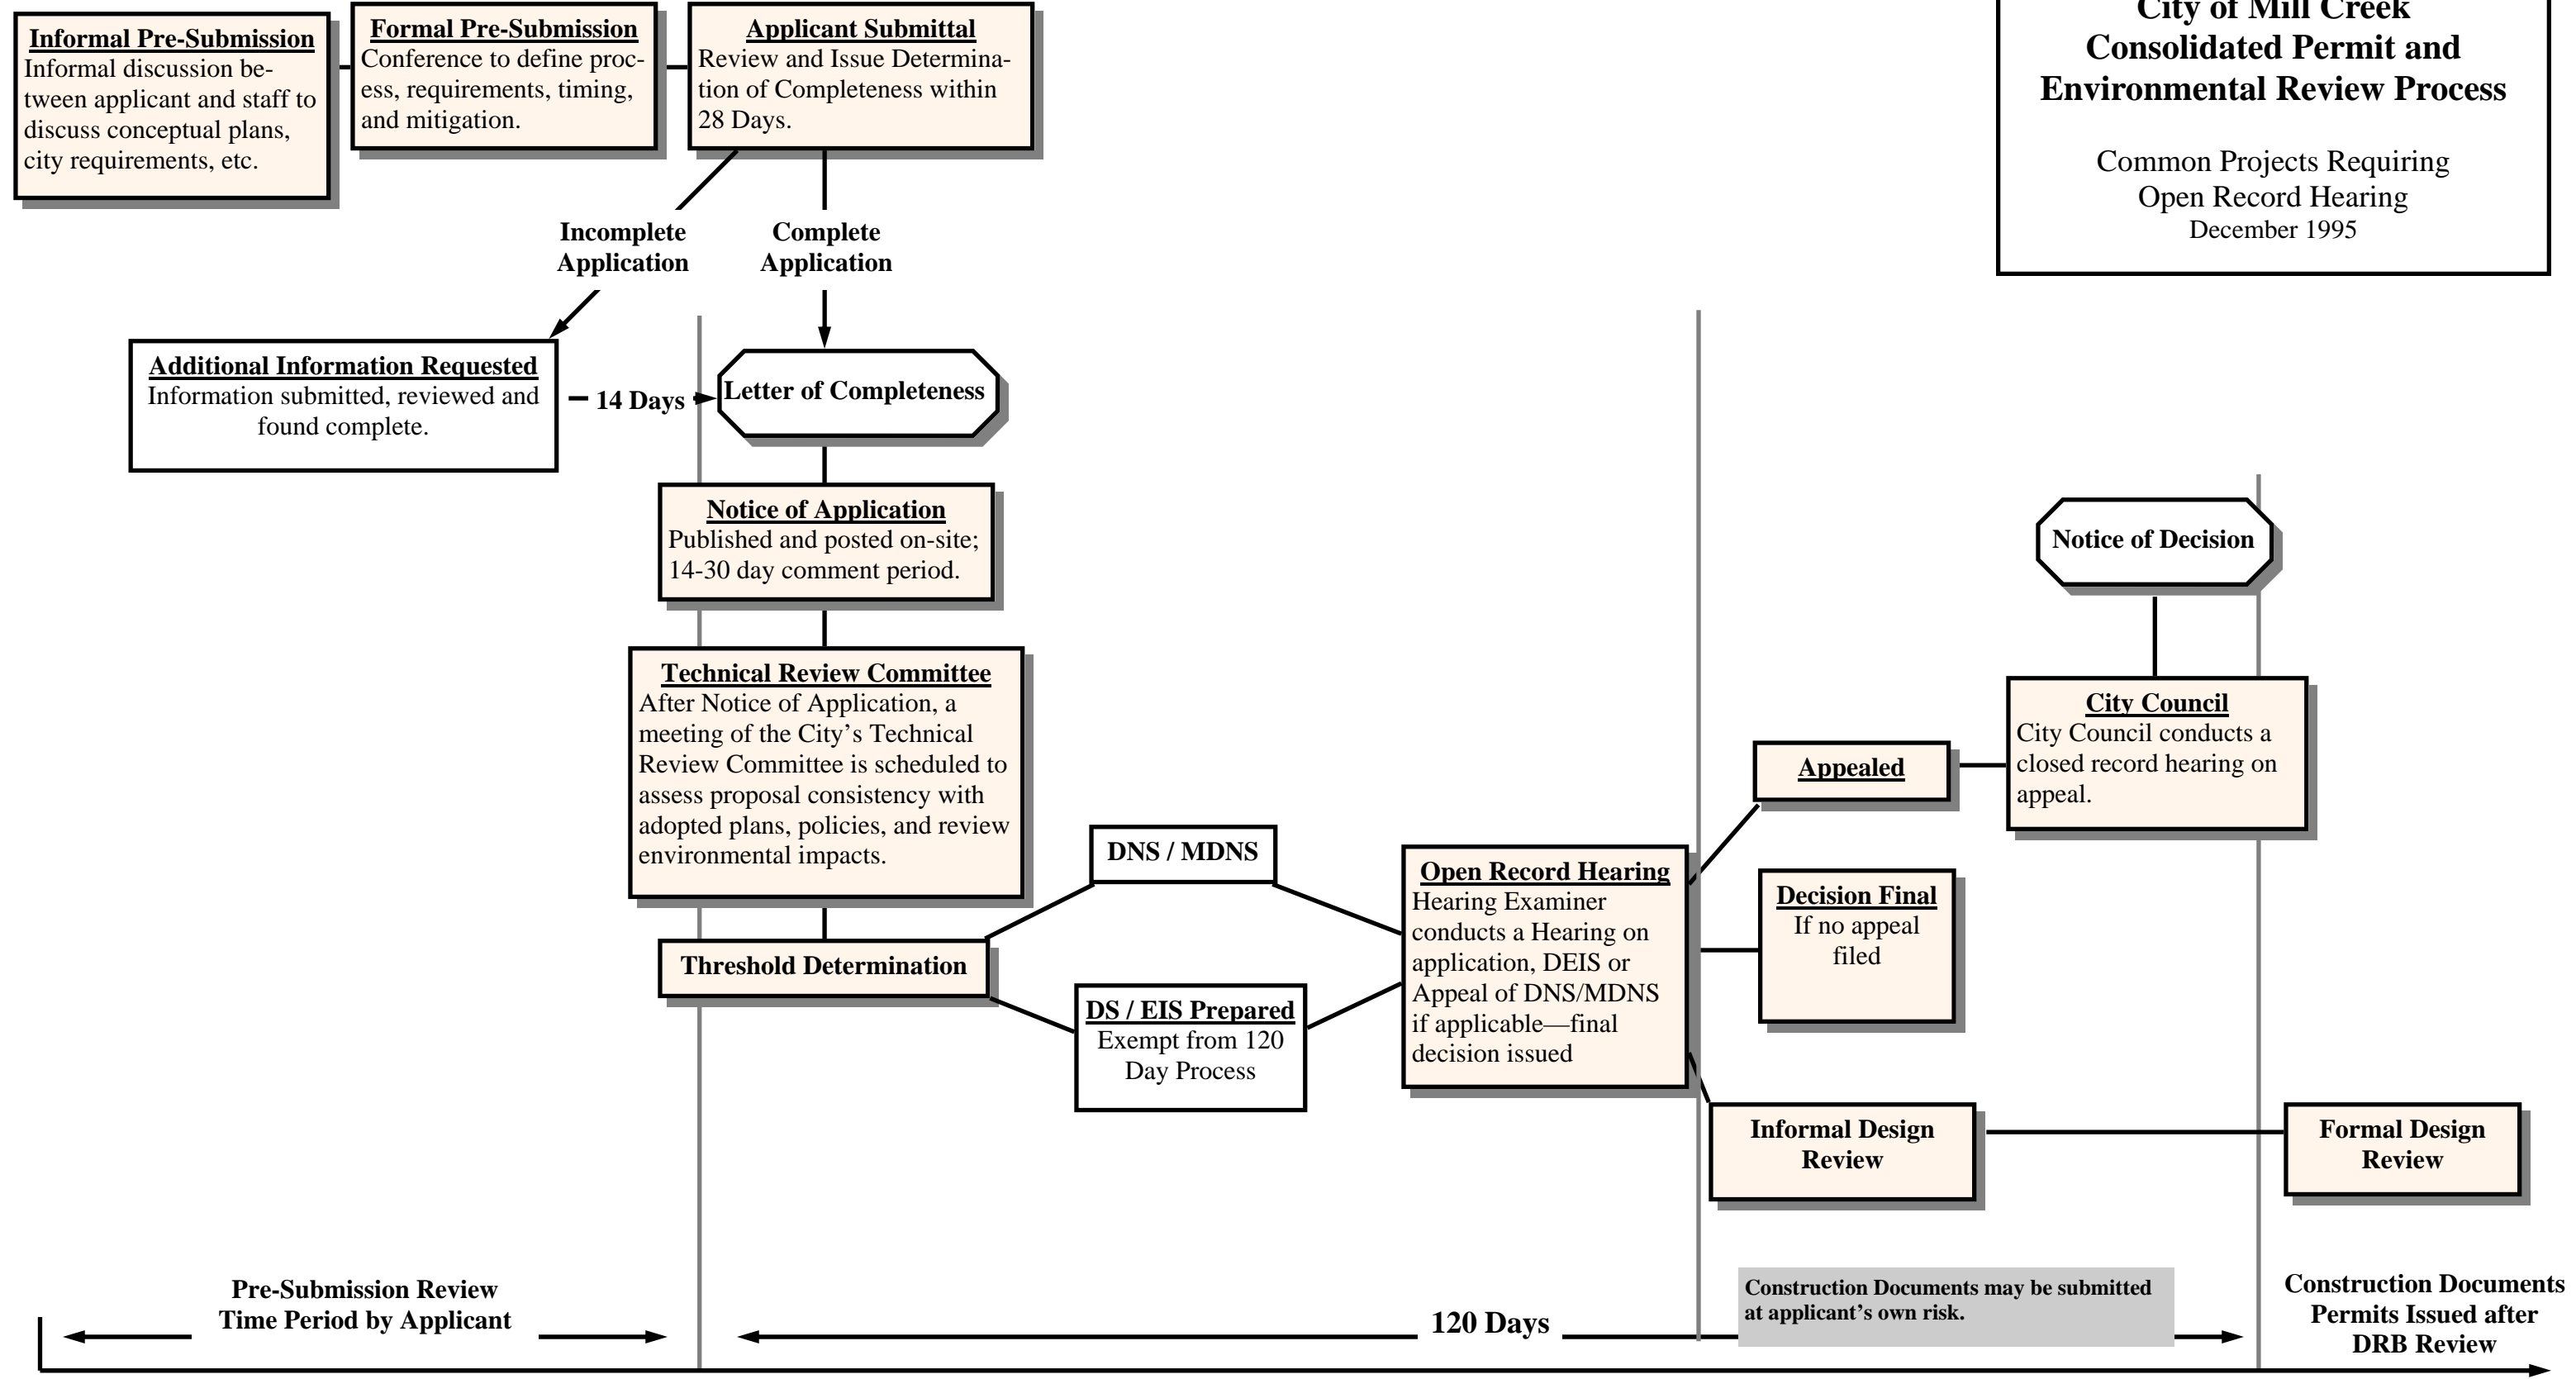 Informal Pre-Submission
Informal discussion be-
tween applicant and staff to
discuss conceptual plans,
city requirements, etc.
Formal Pre-Submission
Conference to define proc-
ess, requirements, timing,
and mitigation.
Applicant Submittal
Review and Issue Determina-
tion of Completeness within
28 Days.
City of Mill Creek
Consolidated Permit and
Environmental Review Process
Common Projects Requiring
Open Record Hearing
December 1995
Incomplete
Application
Complete
Application
Additional Information Requested
Information submitted, reviewed and
found complete.
14 Days
Letter of Completeness
Notice of Application
Published and posted on-site;
14-30 day comment period.
Technical Review Committee
After Notice of Application, a
meeting of the City’s Technical
Review Committee is scheduled to
assess proposal consistency with
adopted plans, policies, and review
environmental impacts.
Threshold Determination
DNS / MDNS
DS / EIS Prepared
Exempt from 120
Day Process
Open Record Hearing
Hearing Examiner
conducts a Hearing on
application, DEIS or
Appeal of DNS/MDNS
if applicable—final
decision issued
Notice of Decision
City Council
City Council conducts a
closed record hearing on
appeal.
Appealed
Decision Final
If no appeal
filed
Informal Design
Review
Formal Design
Review
Pre-Submission Review
Time Period by Applicant
120 Days
Construction Documents may be submitted
at applicant’s own risk.
Construction Documents
Permits Issued after
DRB Review